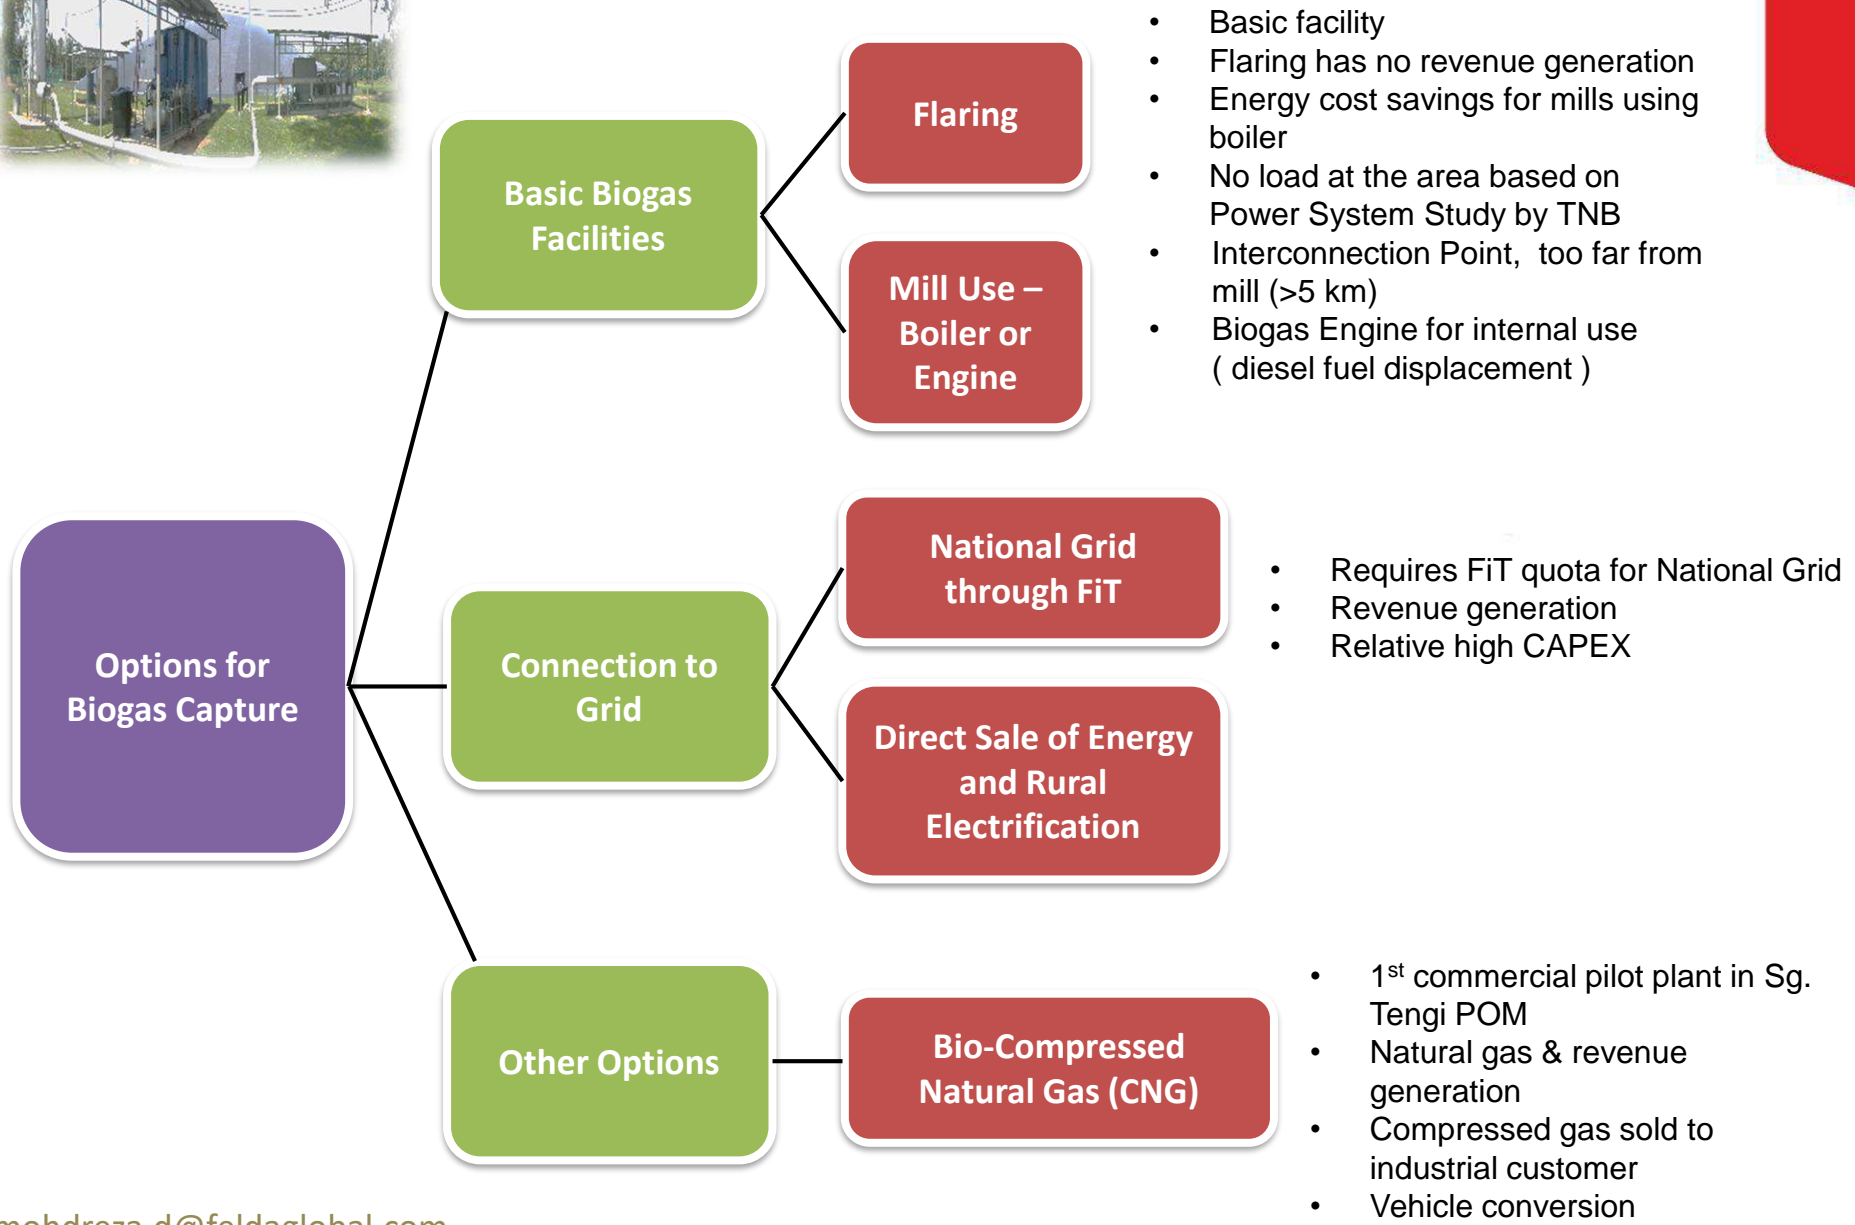 Options for
Biogas Capture
Basic Biogas
Facilities
Flaring
Mill Use –
Boiler or
Engine
• Basic facility
• Flaring has no revenue generation
• Energy cost savings for mills using
boiler
• No load at the area based on
Power System Study by TNB
• Interconnection Point, too far from
mill (>5 km)
• Biogas Engine for internal use
( diesel fuel displacement )
Connection to
Grid
National Grid
through FiT
Direct Sale of Energy
and Rural
Electrification
• Requires FiT quota for National Grid
• Revenue generation
• Relative high CAPEX
Other Options
Bio-Compressed
Natural Gas (CNG)
• 1st commercial pilot plant in Sg.
Tengi POM
• Natural gas & revenue
generation
• Compressed gas sold to
industrial customer
• Vehicle conversion
mohdreza.d@feldaglobal.com